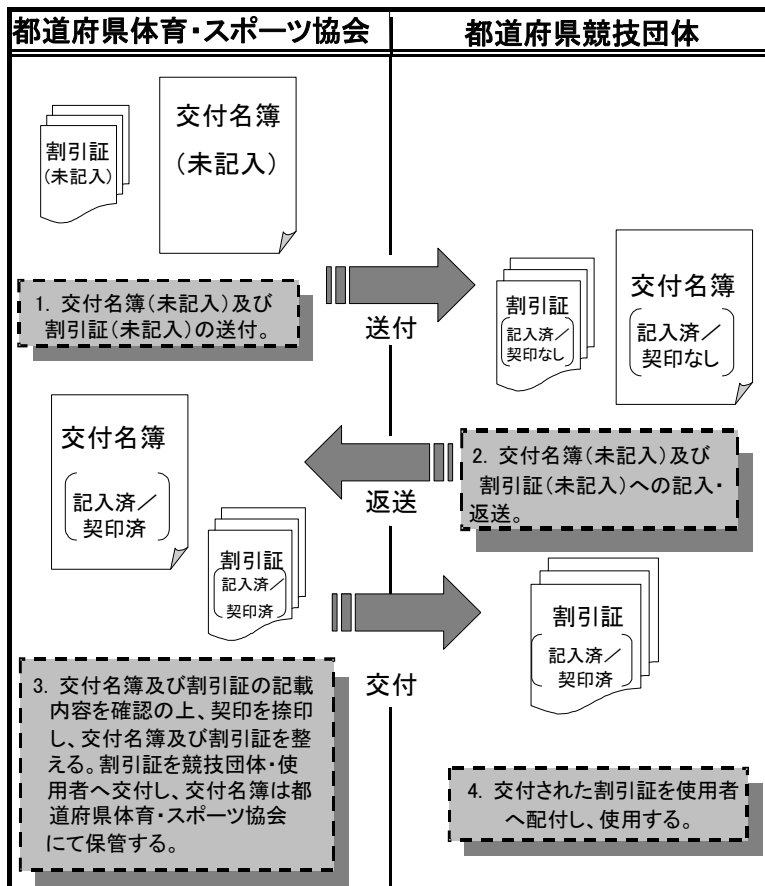 都道府県体育・スポーツ協会
都道府県競技団体
割引証
(未記入)
交付名簿
(未記入)
1. 交付名簿(未記入)及び
割引証(未記入)の送付。
送付
割引証
記入済/
契印なし
交付名簿
記入済/
契印なし
交付名簿
記入済/
契印済
返送
2. 交付名簿(未記入)及び
割引証(未記入)への記入・
返送。
割引証
記入済/
契印済
割引証
記入済/
契印済
3. 交付名簿及び割引証の記載
内容を確認の上、契印を捺印
し、交付名簿及び割引証を整
える。割引証を競技団体・使
用者へ交付し、交付名簿は都
道府県体育・スポーツ協会
にて保管する。
交付
4. 交付された割引証を使用者
へ配付し、使用する。